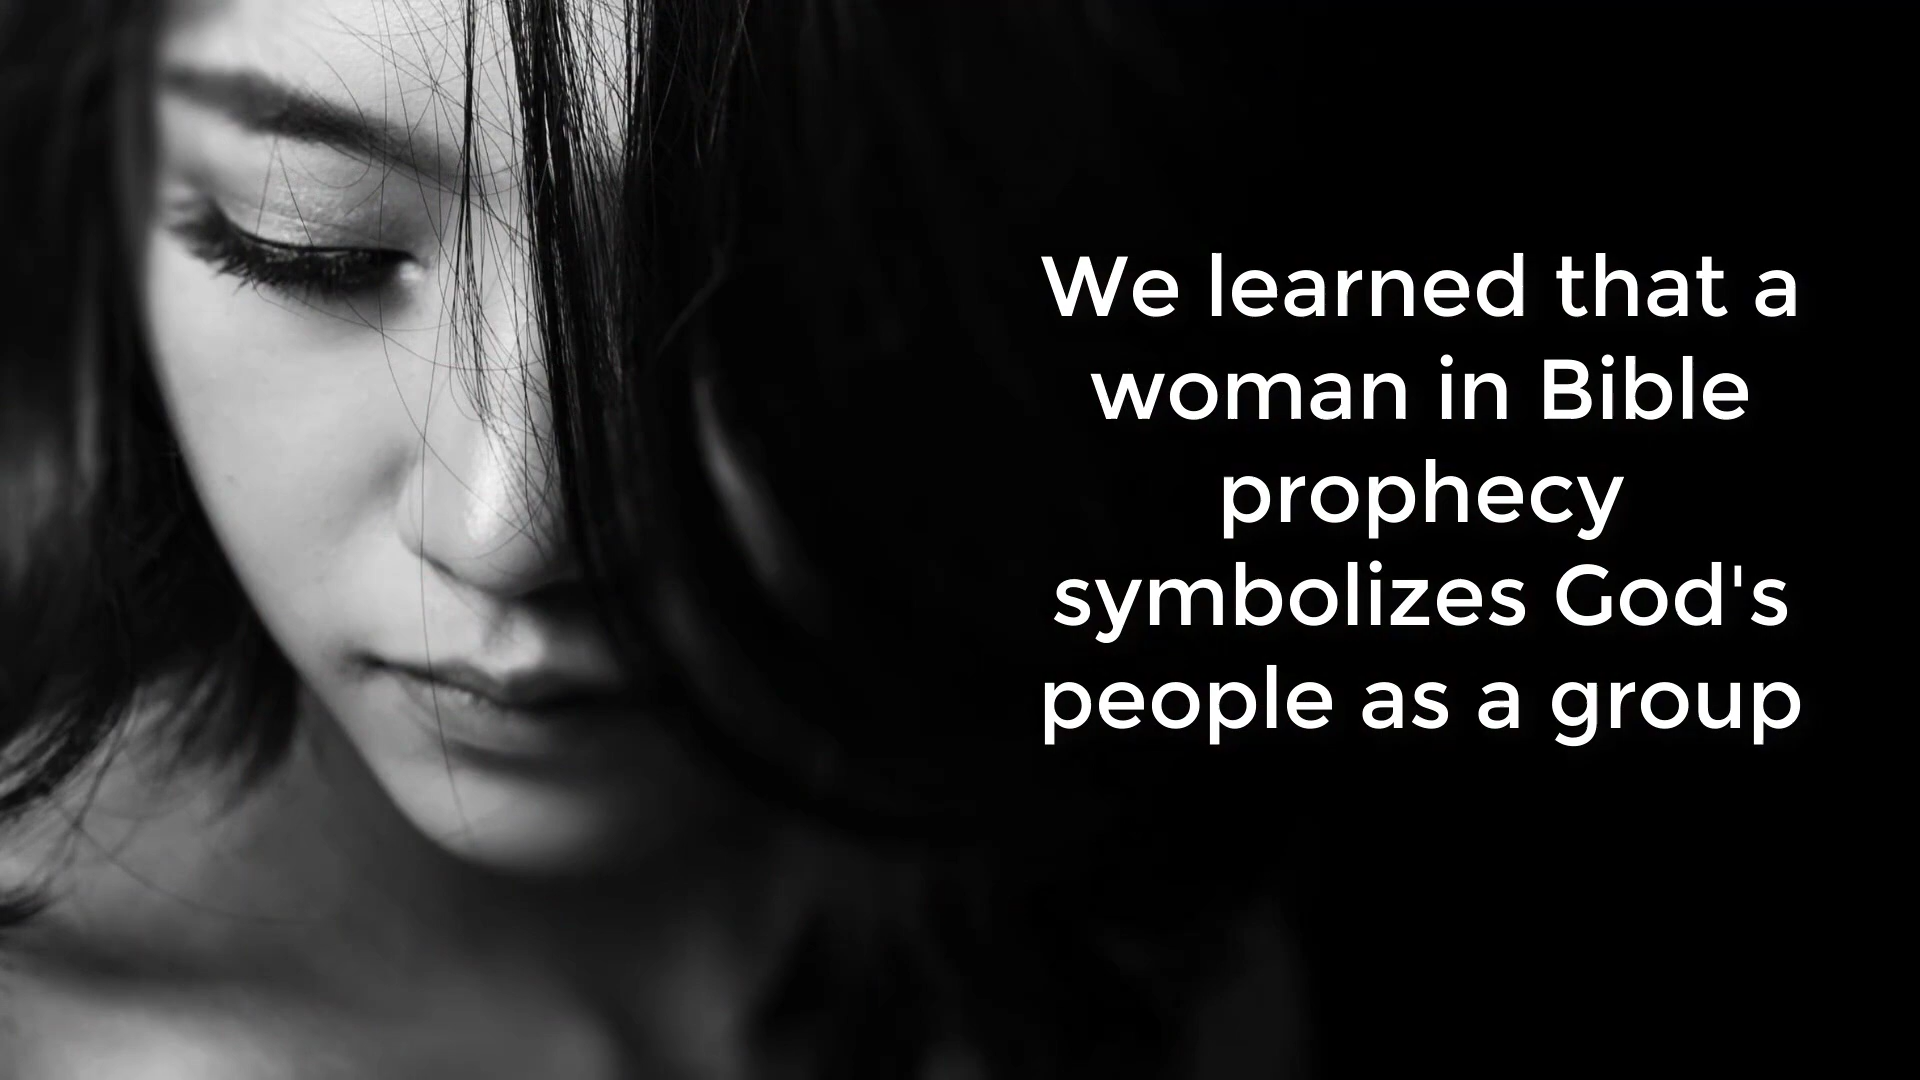 We learned that a
woman in Bible
prophecy
symbolizes God's
people as a group